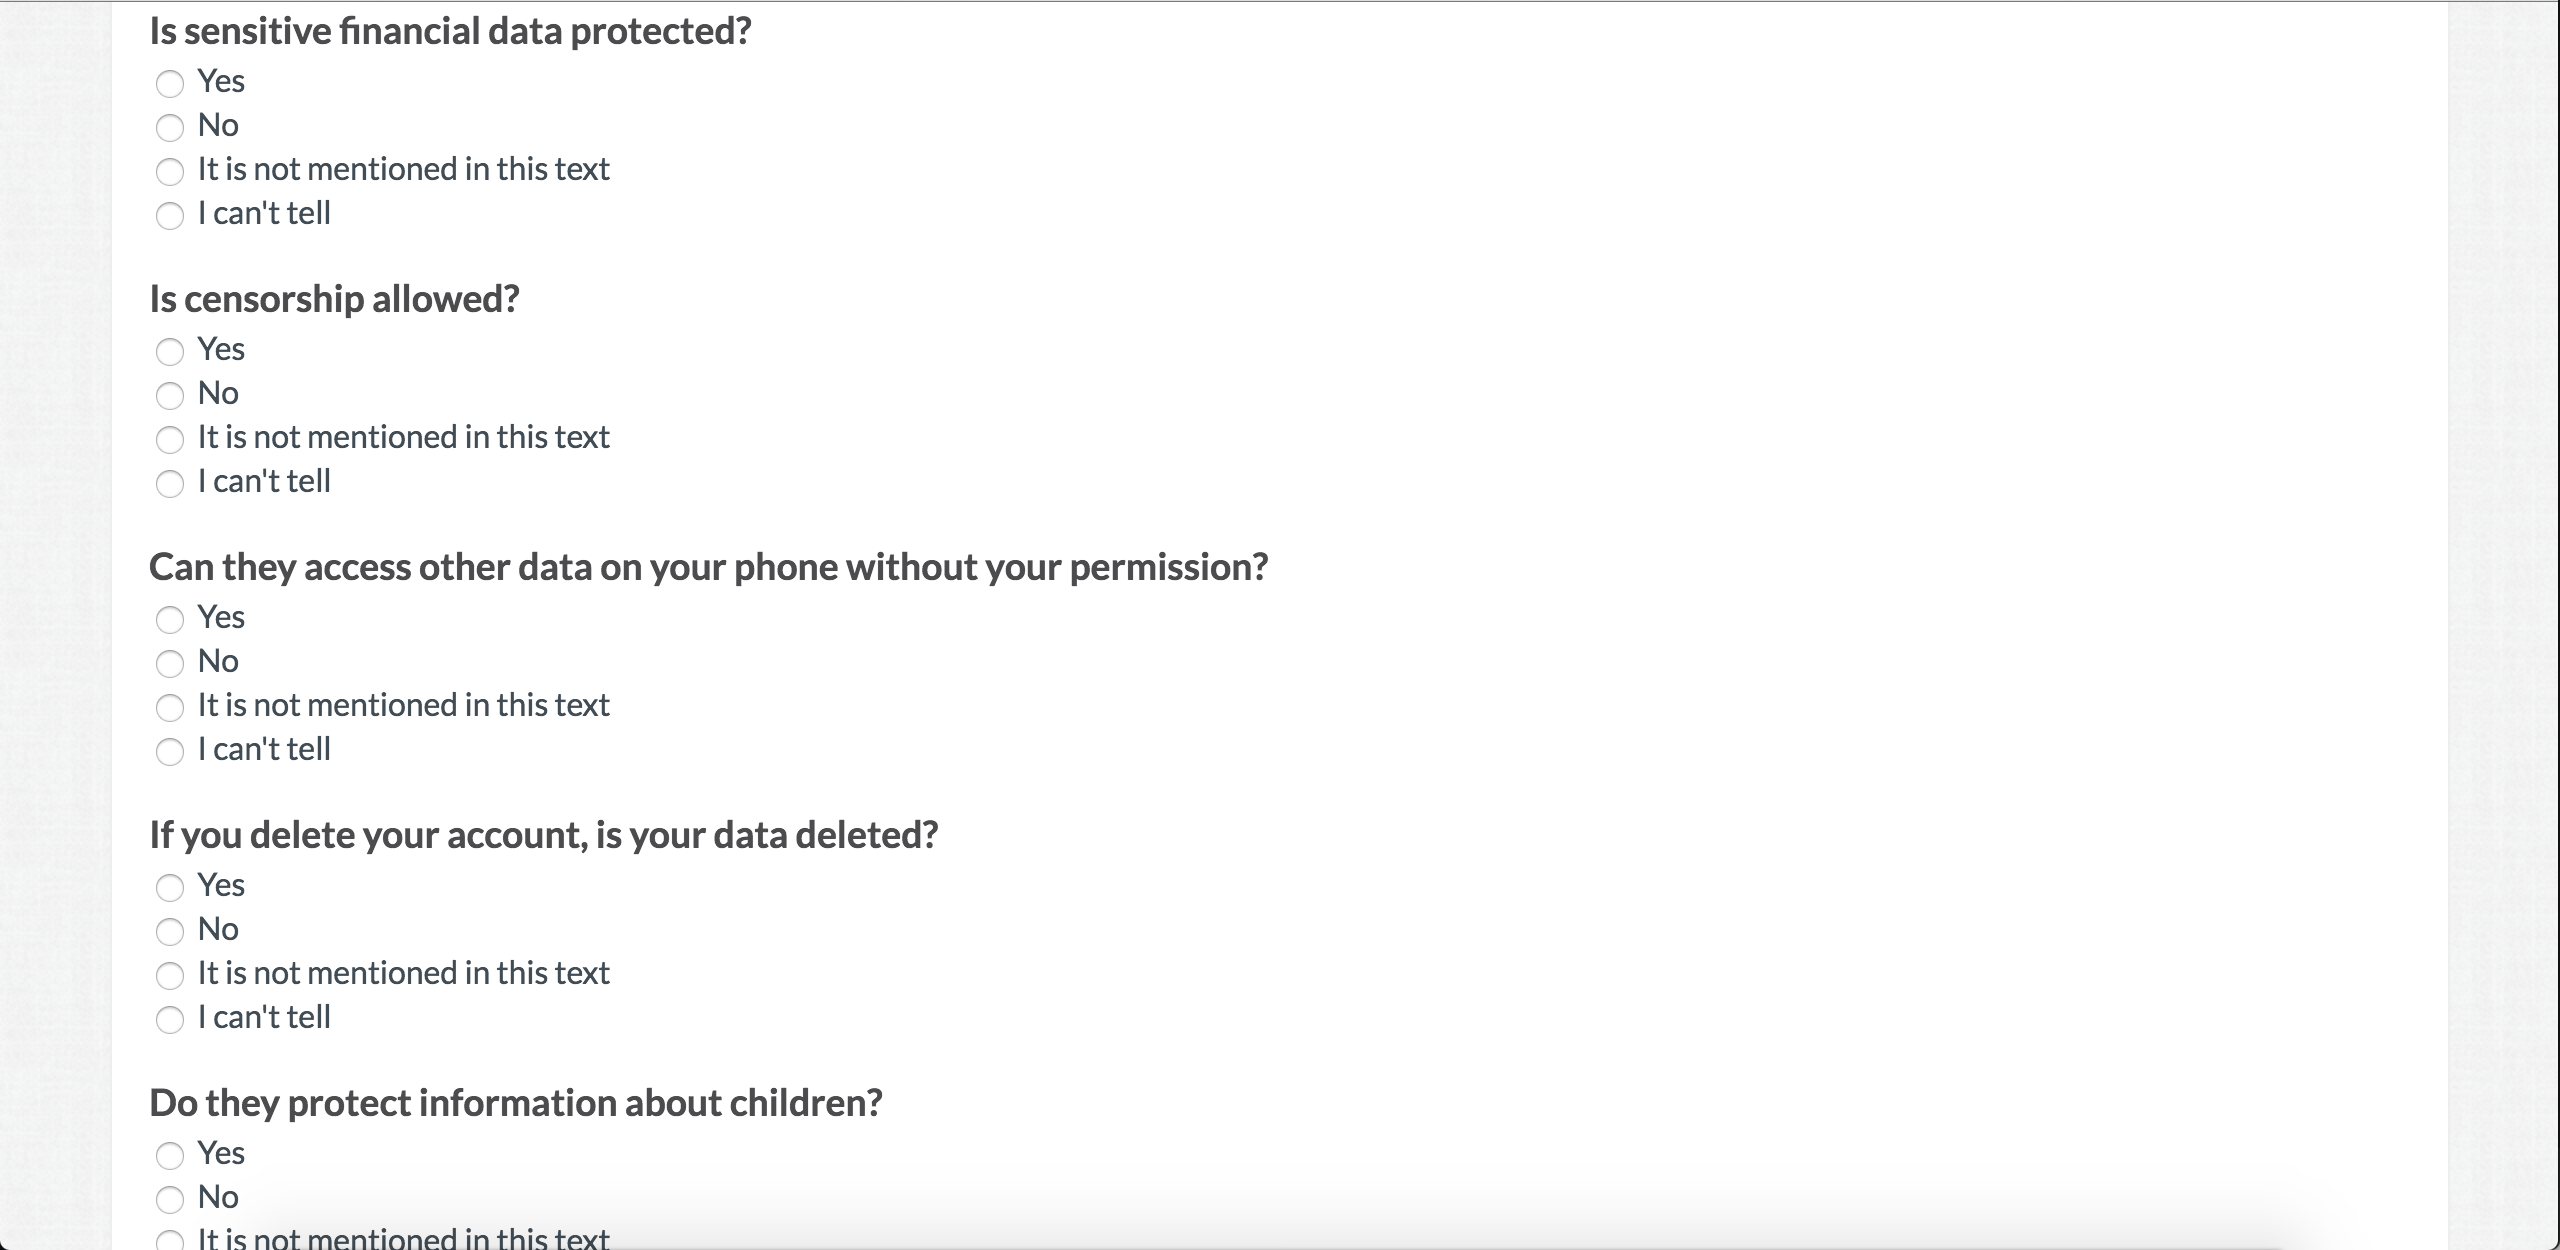 Is sensitive financial data protected?
Yes
No
It is not mentioned in this text
I can't tell
Is censorship allowed?
Yes
No
It is not mentioned in this text
I can't tell
Can they access other data on your phone without your permission?
Yes
No
It is not mentioned in this text
I can't tell
If you delete your account, is your data deleted?
Yes
No
It is not mentioned in this text
I can't tell
Do they protect information about children?
Yes
No
It is not mentioned in this text